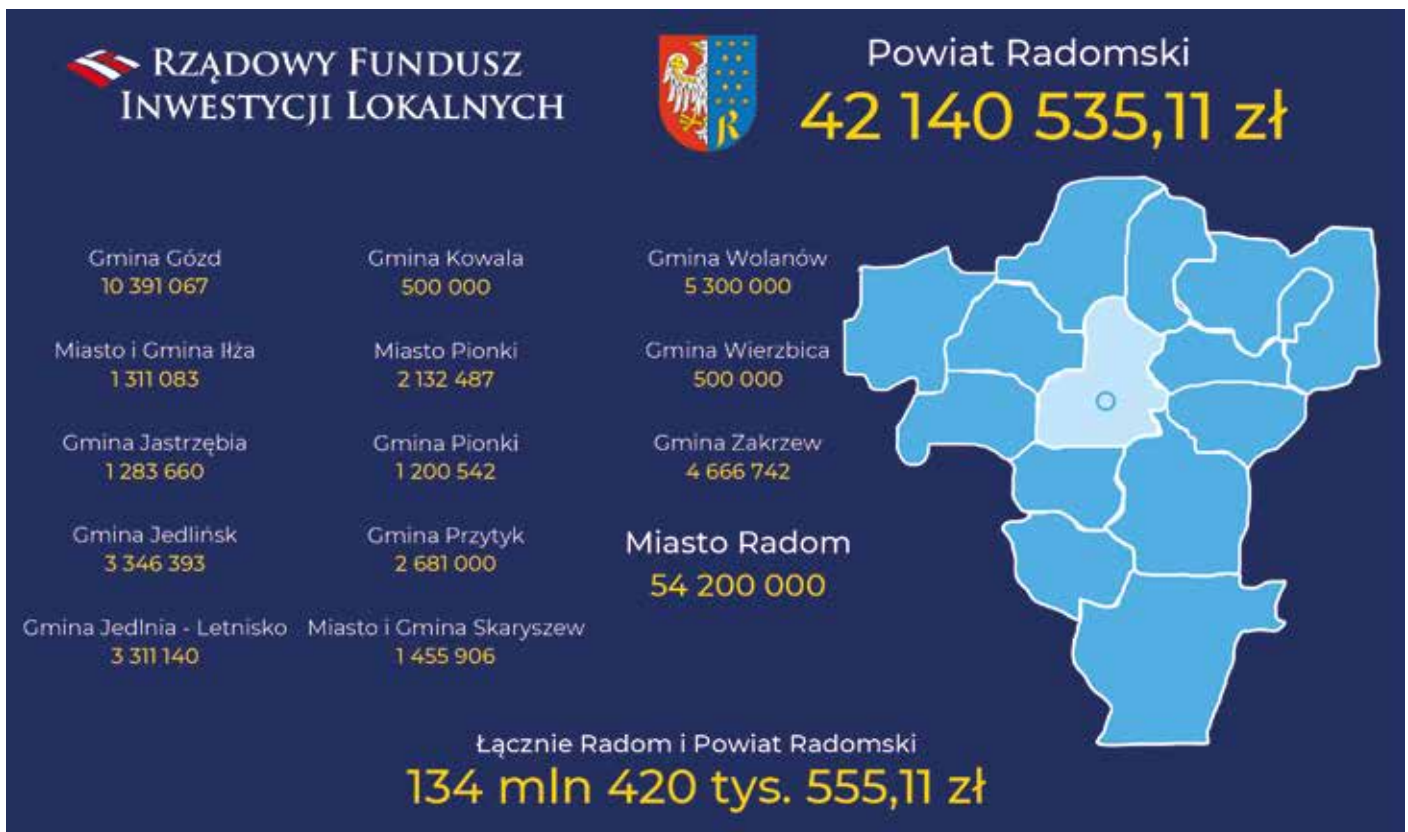 RZĄDOWY FUNDUSZ
INWESTYCJI LOKALNYCH
R
Powiat Radomski
42 140 535,11 zł
Gmina Gózd
10 391 067
Miasto i Gmina Iłża
1 311 083
Gmina Jastrzębia
1 283 660
Gmina Jedlińsk
3 346 393
Gmina Jedlnia - Letnisko
3 311 140
Gmina Kowala
500 000
Miasto Pionki
2 132 487
Gmina Pionki
1 200 542
Gmina Przytyk
2 681 000
Miasto i Gmina Skaryszew
1 455 906
Gmina Wolanów
5 300 000
Gmina Wierzbica
500 000
Gmina Zakrzew
4 666 742
Miasto Radom
54 200 000
Łącznie Radom i Powiat Radomski
134 mln 420 tys. 555,11 zł